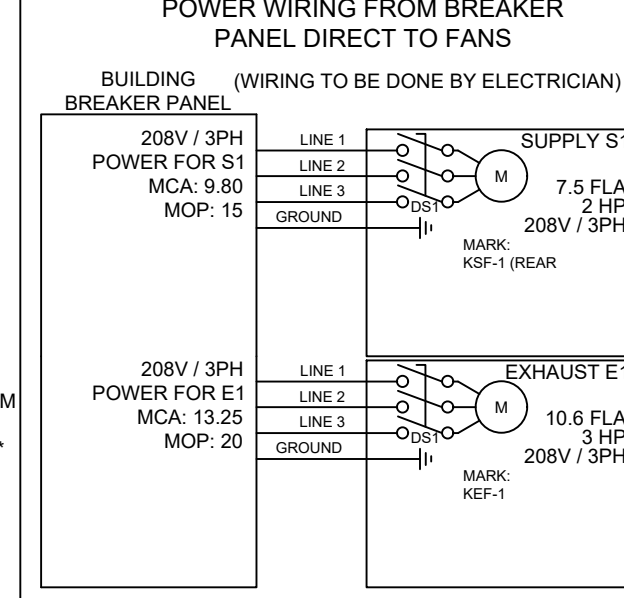 POWER WIRING FROM BREAKER
PANEL DIRECT TO FANS
(WIRING TO BE DONE BY ELECTRICIAN)
BUILDING
BREAKER PANEL
208V / 3PH
POWER FOR S1
MCA: 9.80
MOP: 15
LINE 1
LINE 2
LINE 3
GROUND
DS1
M
SUPPLY S1
7.5 FLA
2 HP
208V / 3PH
MARK:
KSF-1 (REAR
208V / 3PH
POWER FOR E1
MCA: 13.25
MOP: 20
LINE 1
LINE 2
LINE 3
GROUND
DS1
M
EXHAUST E1
10.6 FLA
3 HP
208V / 3PH
MARK:
KEF-1
M
*